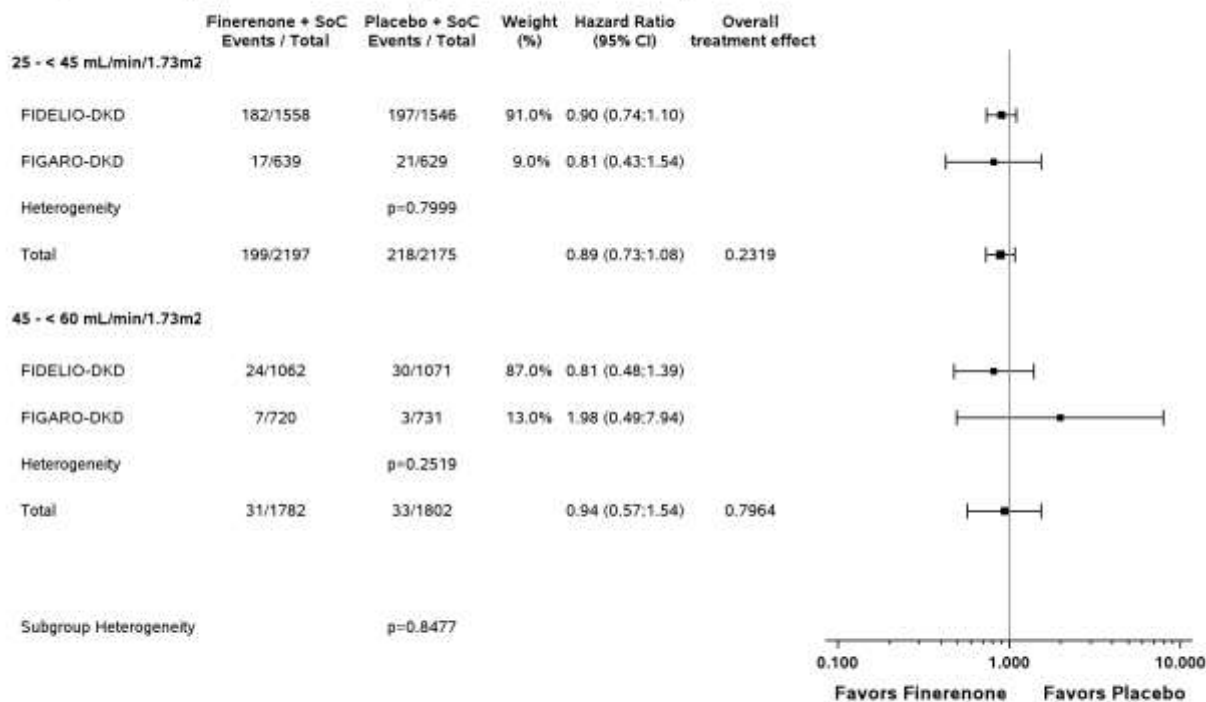 Finerenone + SoC Placebo + SoC Weight Hazard Ratio Overall
Events / Total Events / Total (%) (95% CI) treatment effect
25 - < 45 mL/min/1.73m2
FIDELIO-DKD 182/1558 197/1546 91.0% 0.90 (0.74;1.10)
FIGARO-DKD 17/639 21/629 9.0% 0.81 (0.43;1.54)
Heterogeneity p=0.7999
Total 199/2197 218/2175 0.89 (0.73;1.08) 0.2319
45 - < 60 mL/min/1.73m2
FIDELIO-DKD 24/1062 30/1071 87.0% 0.81 (0.48;1.39)
FIGARO-DKD 7/720 3/731 13.0% 1.98 (0.49;7.94)
Heterogeneity p=0.2519
Total 31/1782 33/1802 0.94 (0.57;1.54) 0.7964
Subgroup Heterogeneity p=0.8477
0.100 1.000 10.000
Favors Finerenone Favors Placebo